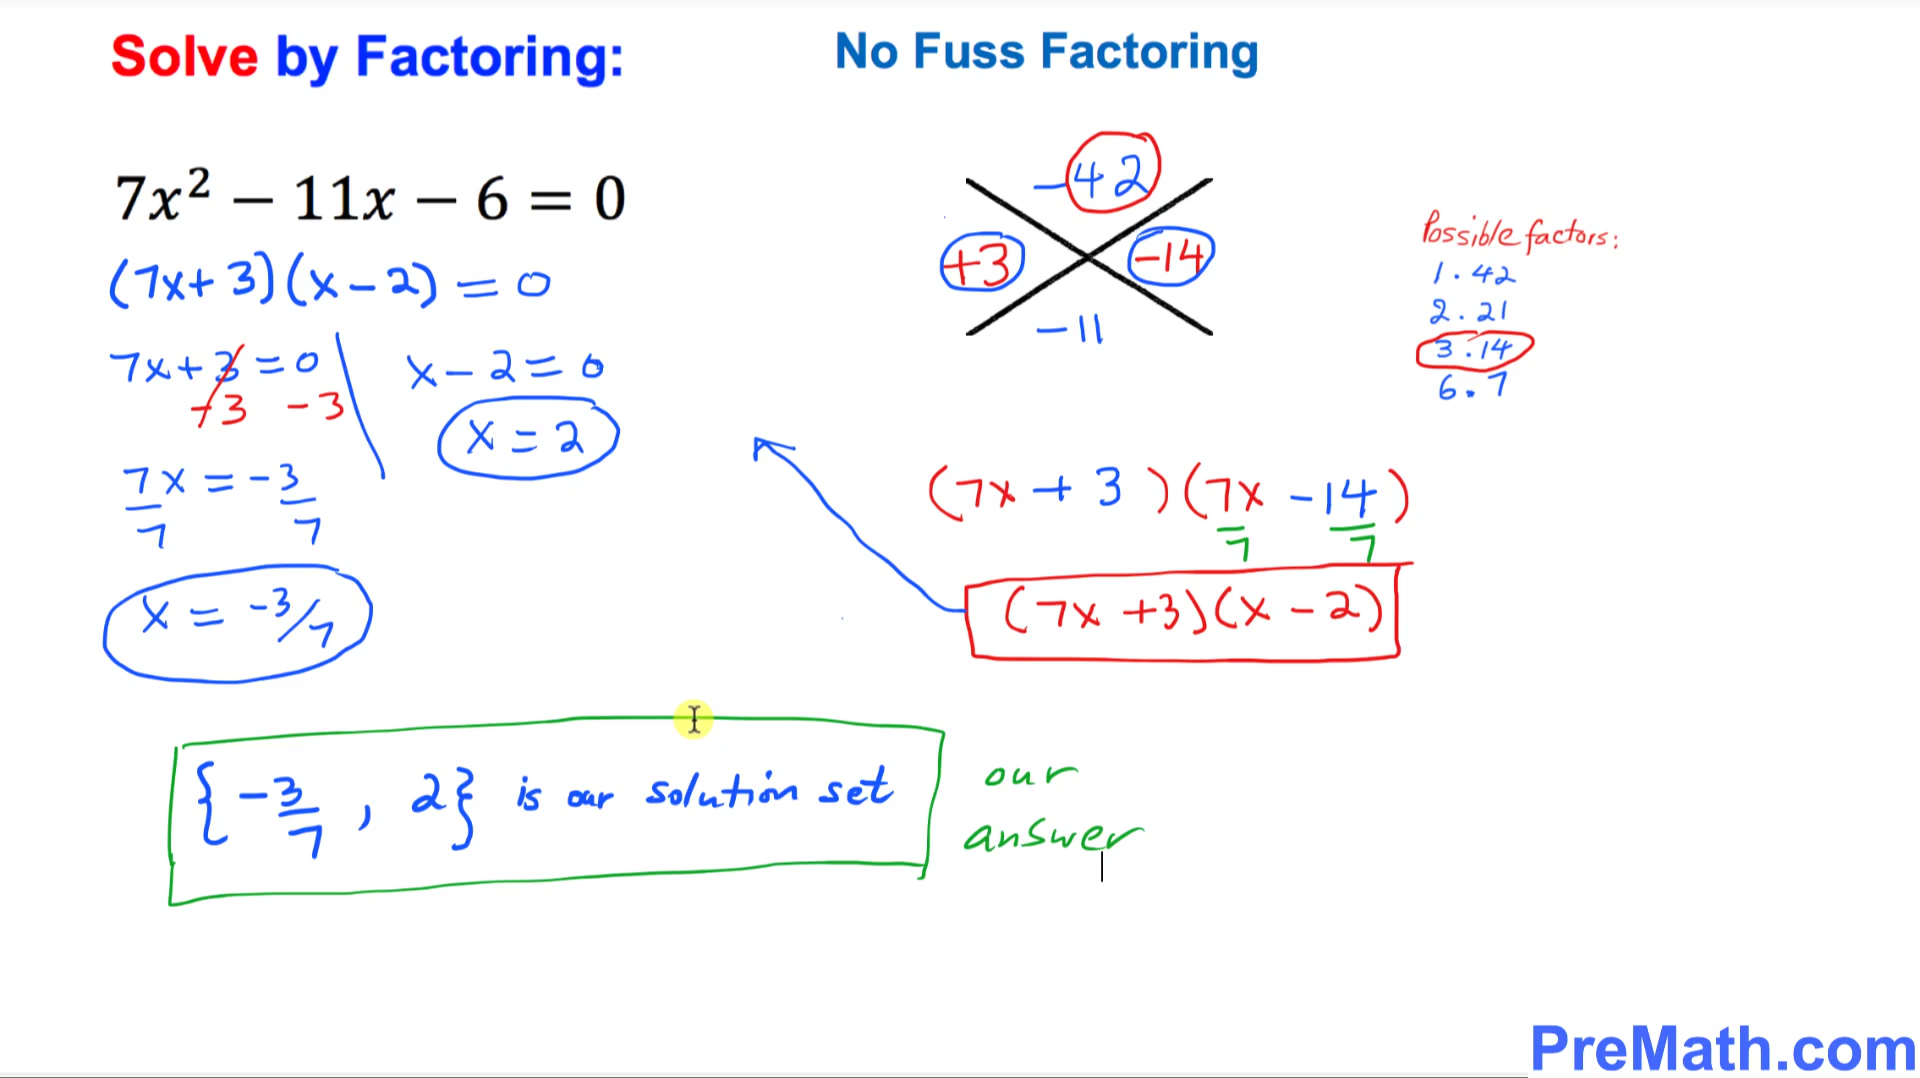 Solve by Factoring:
No Fuss Factoring
7x² − 11x − 6 = 0
(7x+3)(x−2) = 0
7x+3=0
-3 -3
7x = -3
7 7
x = -3/7
x − 2 = 0
x = 2
-42
+3 -14
-11
Possible factors:
1.42
2.21
3.14
6.7
(7x + 3)(7x − 14)
7 7
(7x +3)(x − 2)
{-3/7, 2} is our solution set
our
answer
PreMath.com